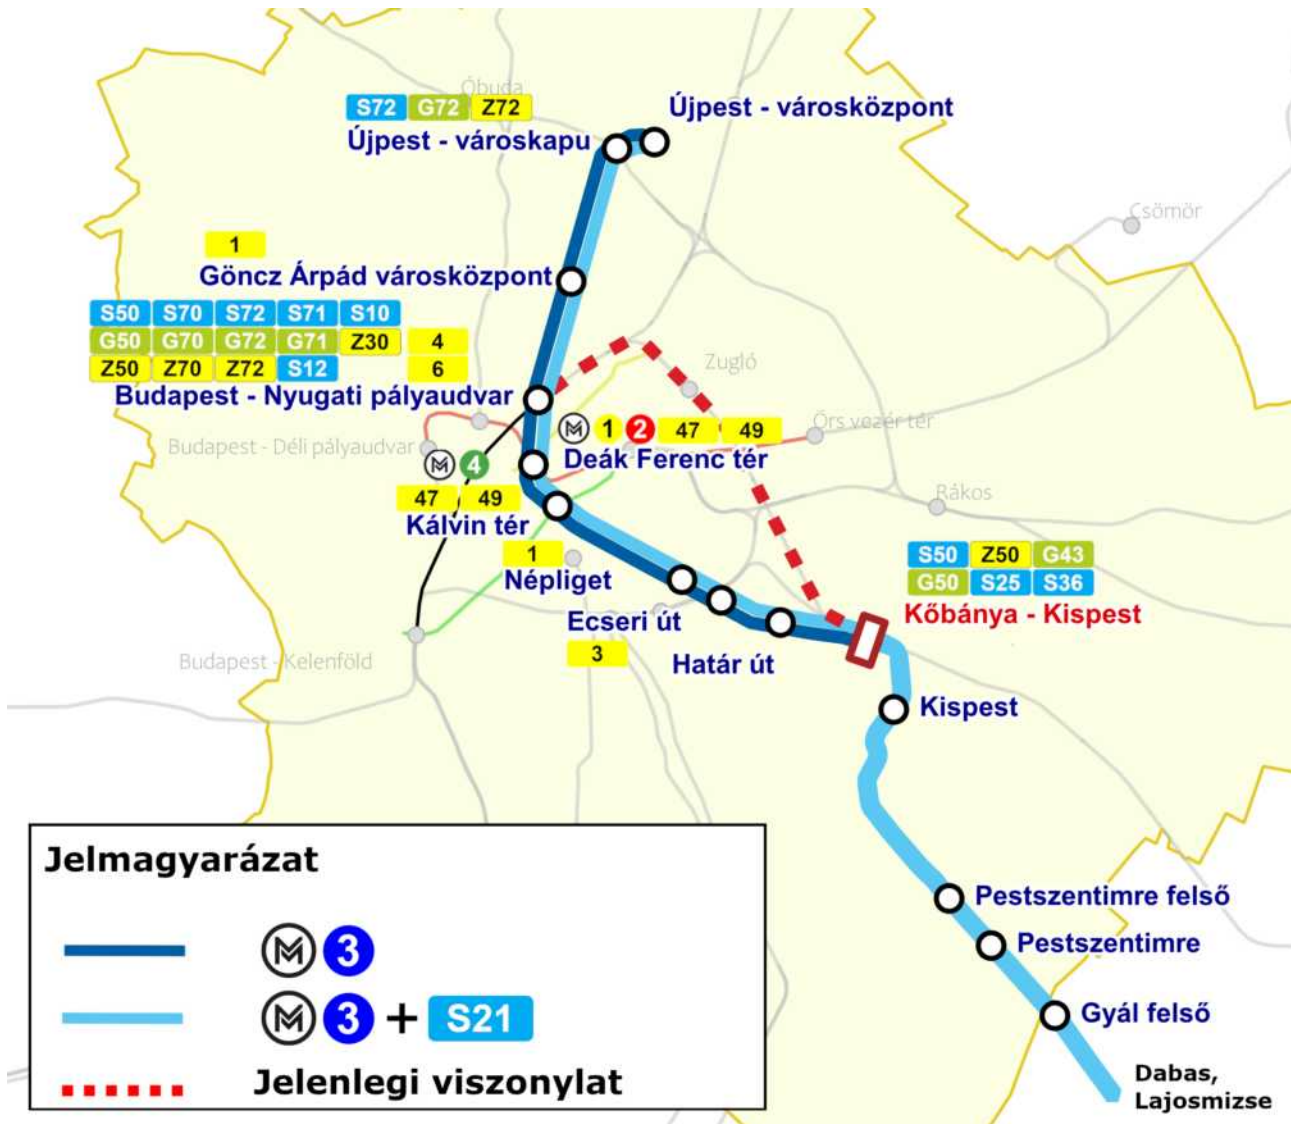 Óbuda
S72 G72 Z72
Újpest - városkapu
Újpest - városközpont
Csömör
1
Göncz Árpád városközpont
S50 S70 S72 S71 S10
G50 G70 G72 G71 Z30 4
Z50 Z70 Z72 S12 6
Budapest - Nyugati pályaudvar
Zugló
M 1 2 47 49
Deák Ferenc tér
Örs vezér tér
Budapest - Déli pályaudvar
M 4
47 49
Kálvin tér
Rákos
1
Népliget
S50 Z50 G43
G50 S25 S36
Kőbánya - Kispest
Ecseri út
3
Határ út
Budapest - Kelenföld
Kispest
Pestszentimre felső
Pestszentimre
Gyál felső
Dabas,
Lajosmizse
Jelmagyarázat
M 3
M 3 + S21
Jelenlegi viszonylat